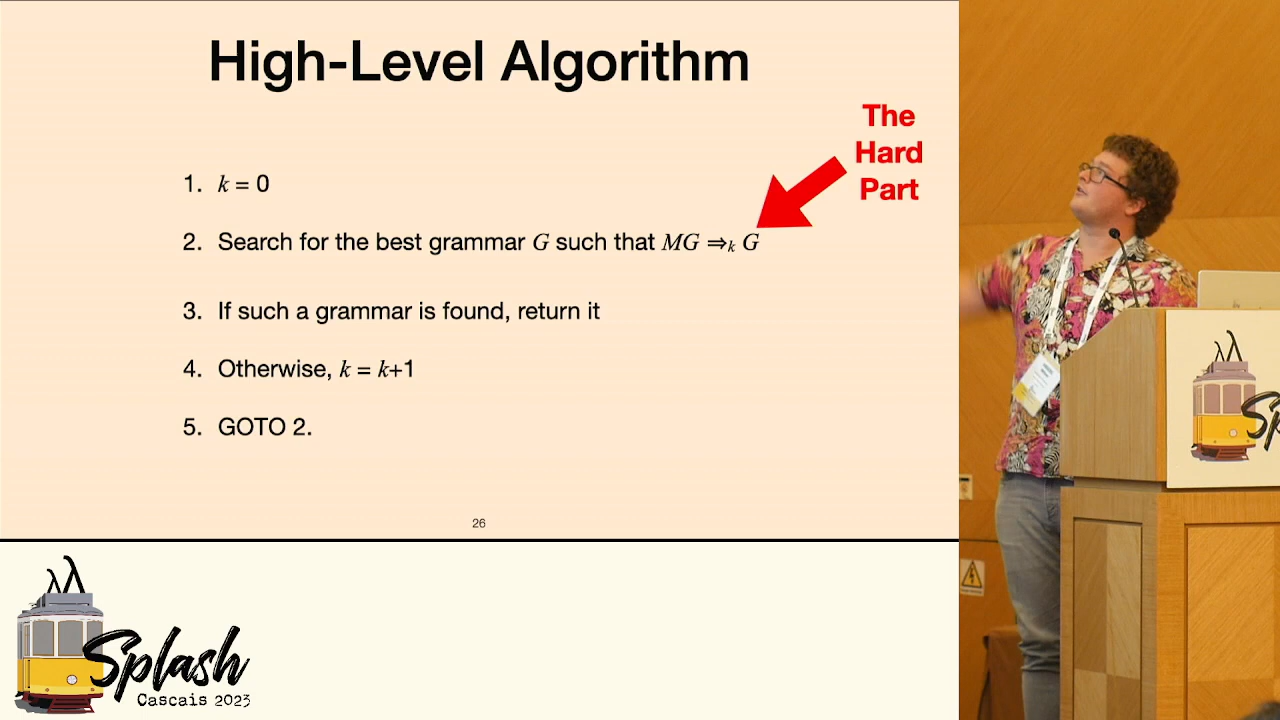 High-Level Algorithm
The
Hard
Part
1. k = 0
2. Search for the best grammar G such that MG ⇒k G
3. If such a grammar is found, return it
4. Otherwise, k = k+1
5. GOTO 2.
26
Splash
Cascais 2023
Sp